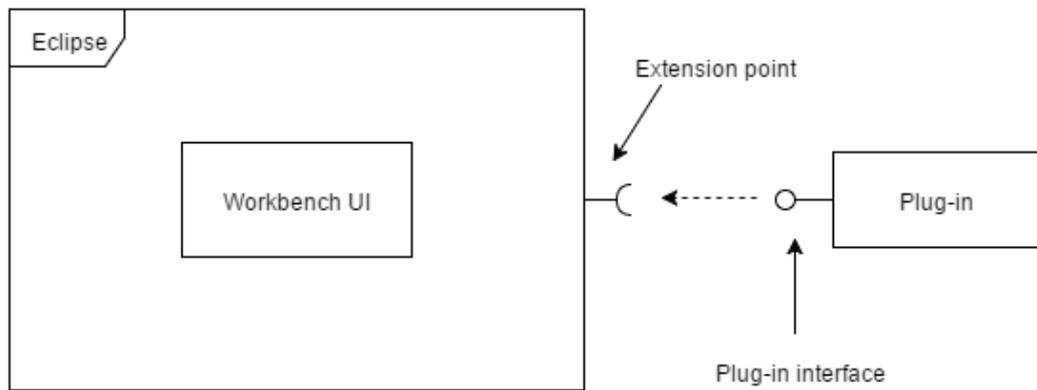 Eclipse
Extension point
Workbench UI
Plug-in
Plug-in interface